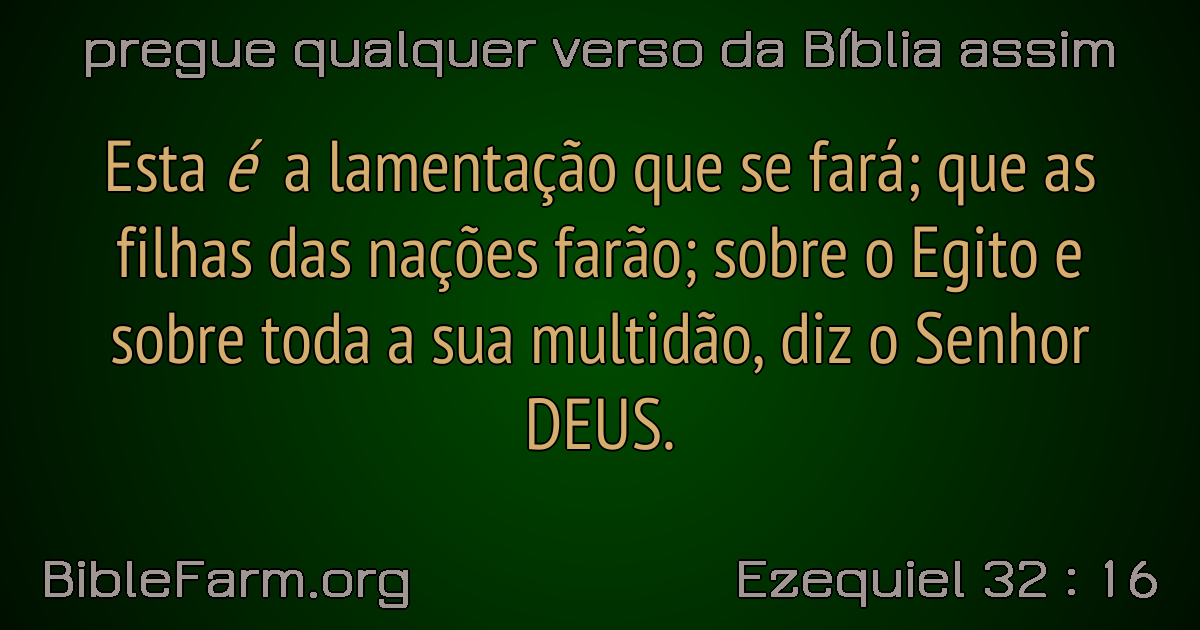 pregue qualquer verso da Bíblia assim
Esta é a lamentação que se fará; que as
filhas das nações farão; sobre o Egito e
sobre toda a sua multidão, diz o Senhor
DEUS.
BibleFarm.org
Ezequiel 32 : 16